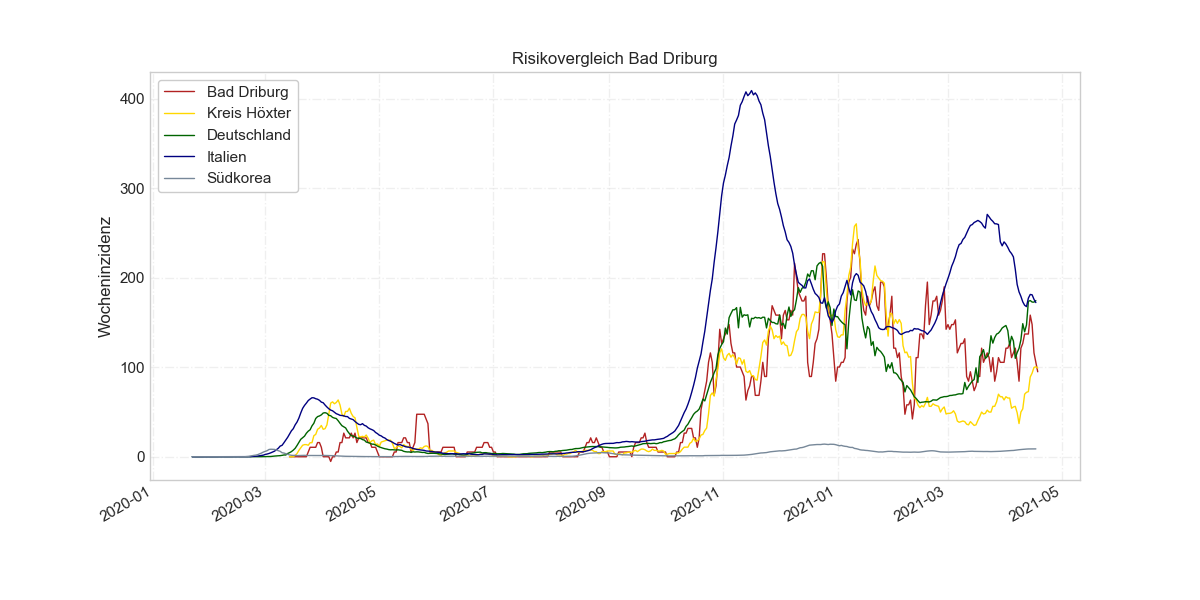 Risikovergleich Bad Driburg
Bad Driburg
Kreis Höxter
Deutschland
Italien
Südkorea
Wocheninzidenz
400
300
200
100
0
2020-01
2020-03
2020-05
2020-07
2020-09
2020-11
2021-01
2021-03
2021-05